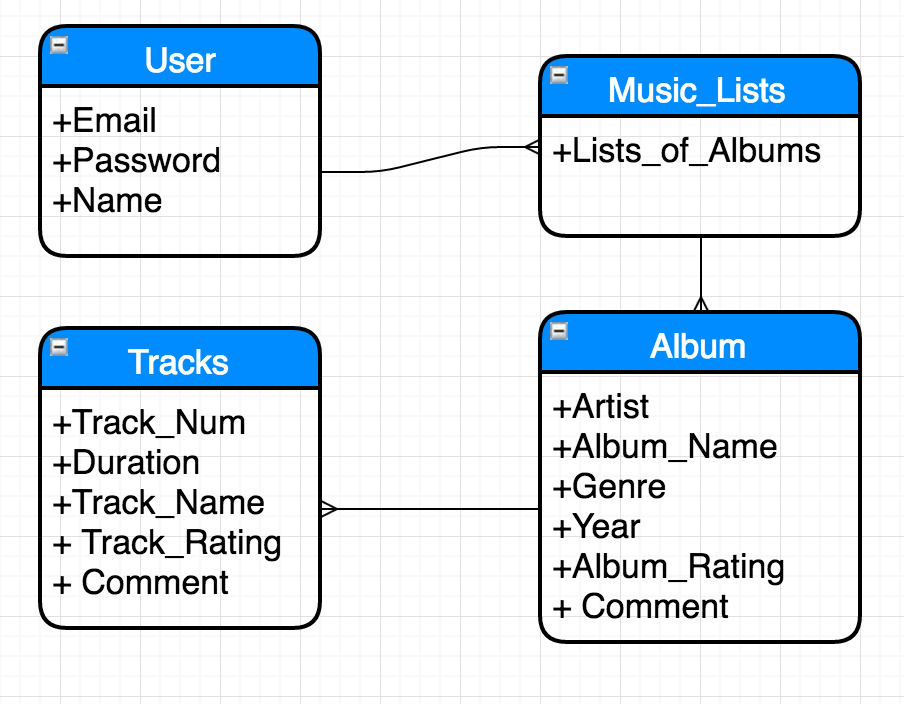 User
+Email
+Password
+Name
Music_Lists
+Lists_of_Albums
Tracks
+Track_Num
+Duration
+Track_Name
+ Track_Rating
+ Comment
Album
+Artist
+Album_Name
+Genre
+Year
+Album_Rating
+ Comment